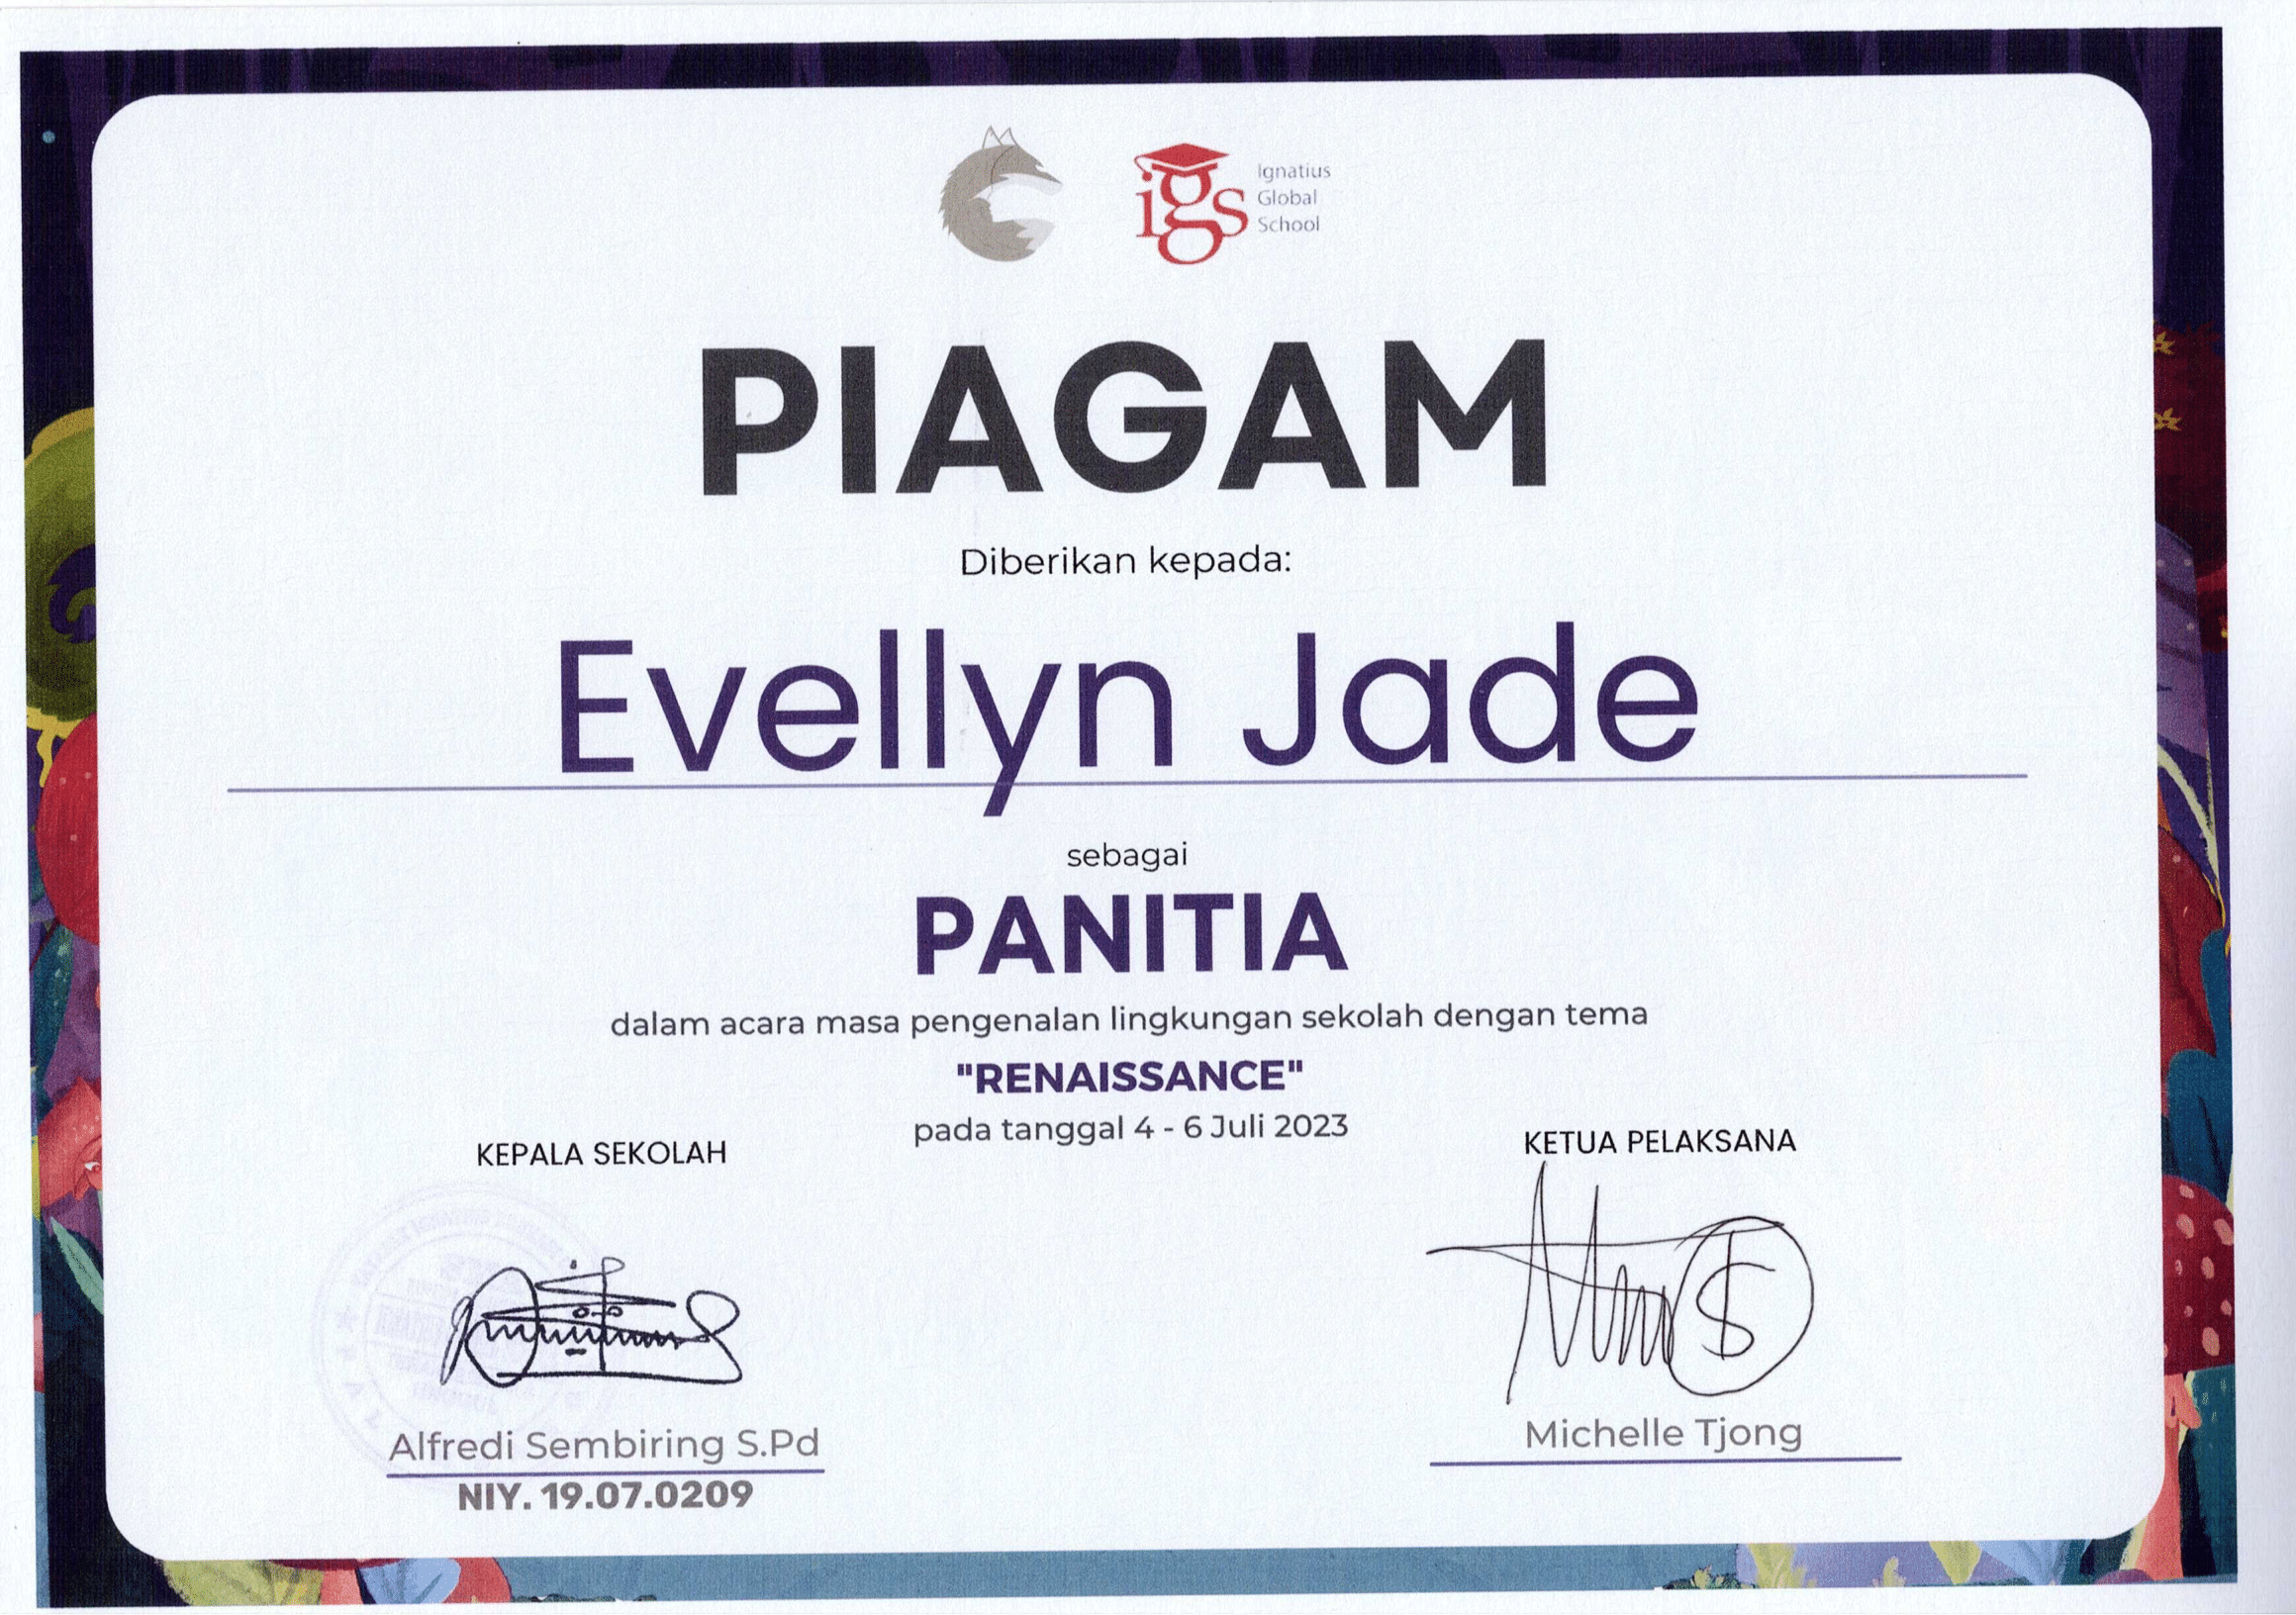 igs
Ignatius
Global
School
PIAGAM
Diberikan kepada:
Evellyn Jade
sebagai
PANITIA
dalam acara masa pengenalan lingkungan sekolah dengan tema
"RENAISSANCE"
pada tanggal 4 - 6 Juli 2023
KEPALA SEKOLAH
Alfredi Sembiring S.Pd
NIY. 19.07.0209
KETUA PELAKSANA
Michelle Tjong